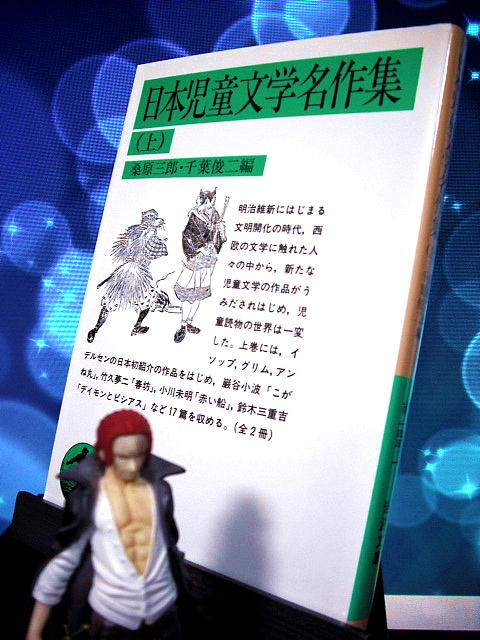 日本児童文学名作集
(上)
桑原三郎・千葉俊二編
明治維新にはじまる
文明開化の時代,西
欧の文学に触れた人
々の中から,新たな
児童文学の作品がう
みだされはじめ,児
童読物の世界は一変
した。上巻には,イ
ソップ,グリム,アン
デルセンの日本初紹介の作品をはじめ,巌谷小波「こが
ね丸」,竹久夢二「春坊」,小川未明「赤い船」,鈴木三重吉
「デイモンとピシアス」など17篇を収める。(全2冊)